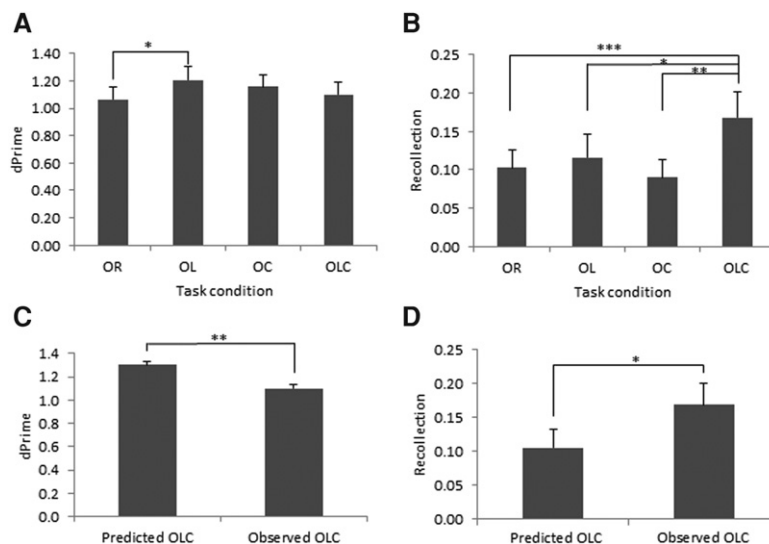 A
*
1.40
1.20
1.00
0.80
0.60
0.40
0.20
0.00
dPrime
OR OL OC OLC
Task condition
B
***
*
**
0.25
0.20
0.15
0.10
0.05
0.00
Recollection
OR OL OC OLC
Task condition
C
**
1.4
1.2
1.0
0.8
0.6
0.4
0.2
0.0
dPrime
Predicted OLC Observed OLC
D
*
0.25
0.20
0.15
0.10
0.05
0.00
Recollection
Predicted OLC Observed OLC